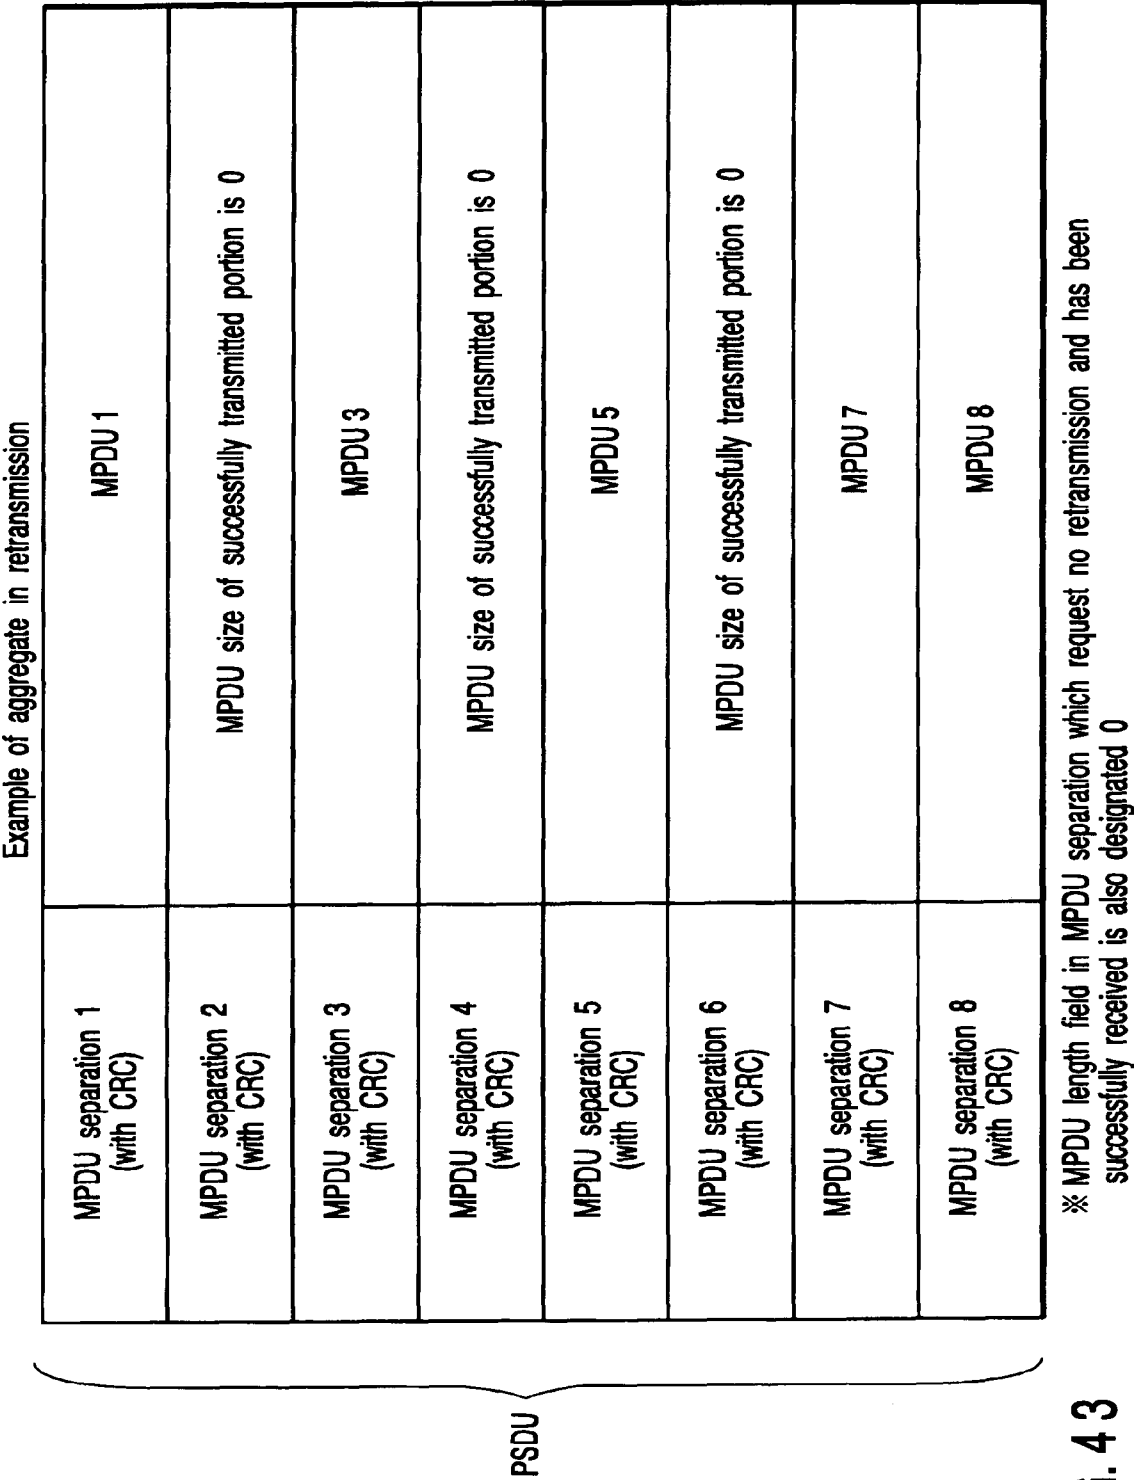 Example of aggregate in retransmission
MPDU separation 1
(with CRC)
MPDU 1
MPDU separation 2
(with CRC)
MPDU size of successfully transmitted portion is 0
MPDU separation 3
(with CRC)
MPDU 3
MPDU separation 4
(with CRC)
MPDU size of successfully transmitted portion is 0
MPDU separation 5
(with CRC)
MPDU 5
MPDU separation 6
(with CRC)
MPDU size of successfully transmitted portion is 0
MPDU separation 7
(with CRC)
MPDU 7
MPDU separation 8
(with CRC)
MPDU 8
PSDU
※ MPDU length field in MPDU separation which request no retransmission and has been
successfully received is also designated 0
. 43